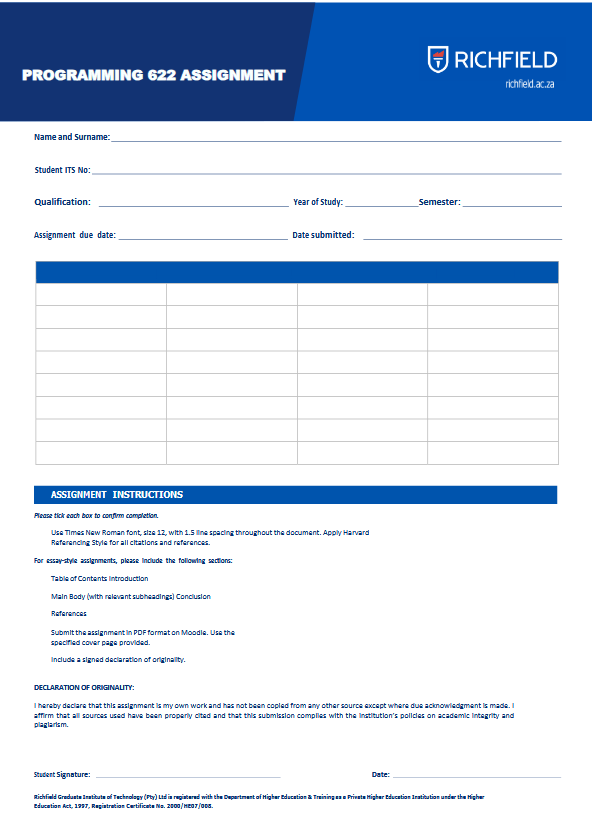 PROGRAMMING 622 ASSIGNMENT
RICHFIELD
richfield.ac.za
Name and Surname:
Student ITS No:
Qualification: Year of Study: Semester:
Assignment due date: Date submitted:
ASSIGNMENT INSTRUCTIONS
Please tick each box to confirm completion.
Use Times New Roman font, size 12, with 1.5 line spacing throughout the document. Apply Harvard
Referencing Style for all citations and references.
For essay-style assignments, please include the following sections:
Table of Contents Introduction
Main Body (with relevant subheadings) Conclusion
References
Submit the assignment in PDF format on Moodle. Use the
specified cover page provided.
Include a signed declaration of originality.
DECLARATION OF ORIGINALITY:
I hereby declare that this assignment is my own work and has not been copied from any other source except where due acknowledgment is made. I
affirm that all sources used have been properly cited and that this submission complies with the institution's policies on academic integrity and
plagiarism.
Student Signature: Date:
Richfield Graduate Institute of Technology (Pty) Ltd is registered with the Department of Higher Education & Training as a Private Higher Education Institution under the Higher
Education Act, 1997, Registration Certificate No. 2000/HE07/008.